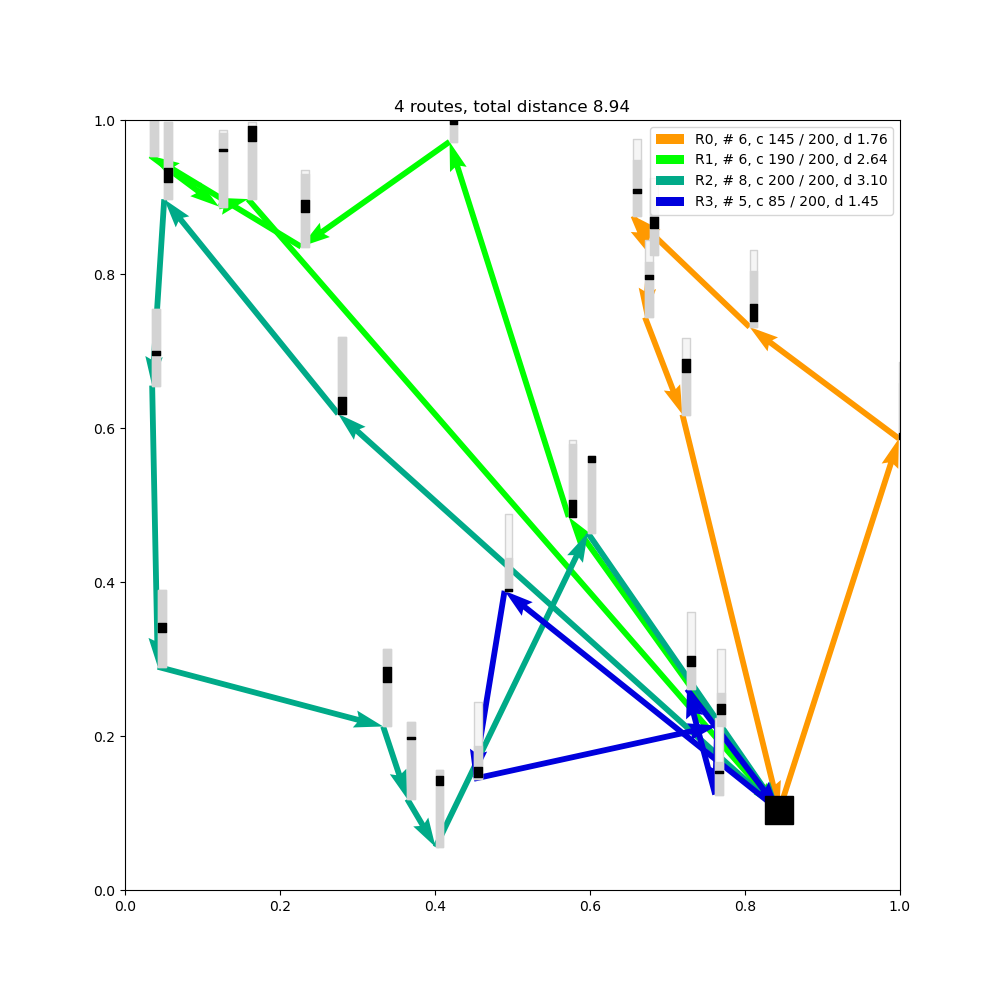 4 routes, total distance 8.94
R0, # 6, c 145 / 200, d 1.76
R1, # 6, c 190 / 200, d 2.64
R2, # 8, c 200 / 200, d 3.10
R3, # 5, c 85 / 200, d 1.45
1.0
0.8
0.6
0.4
0.2
0.0
0.0 0.2 0.4 0.6 0.8 1.0